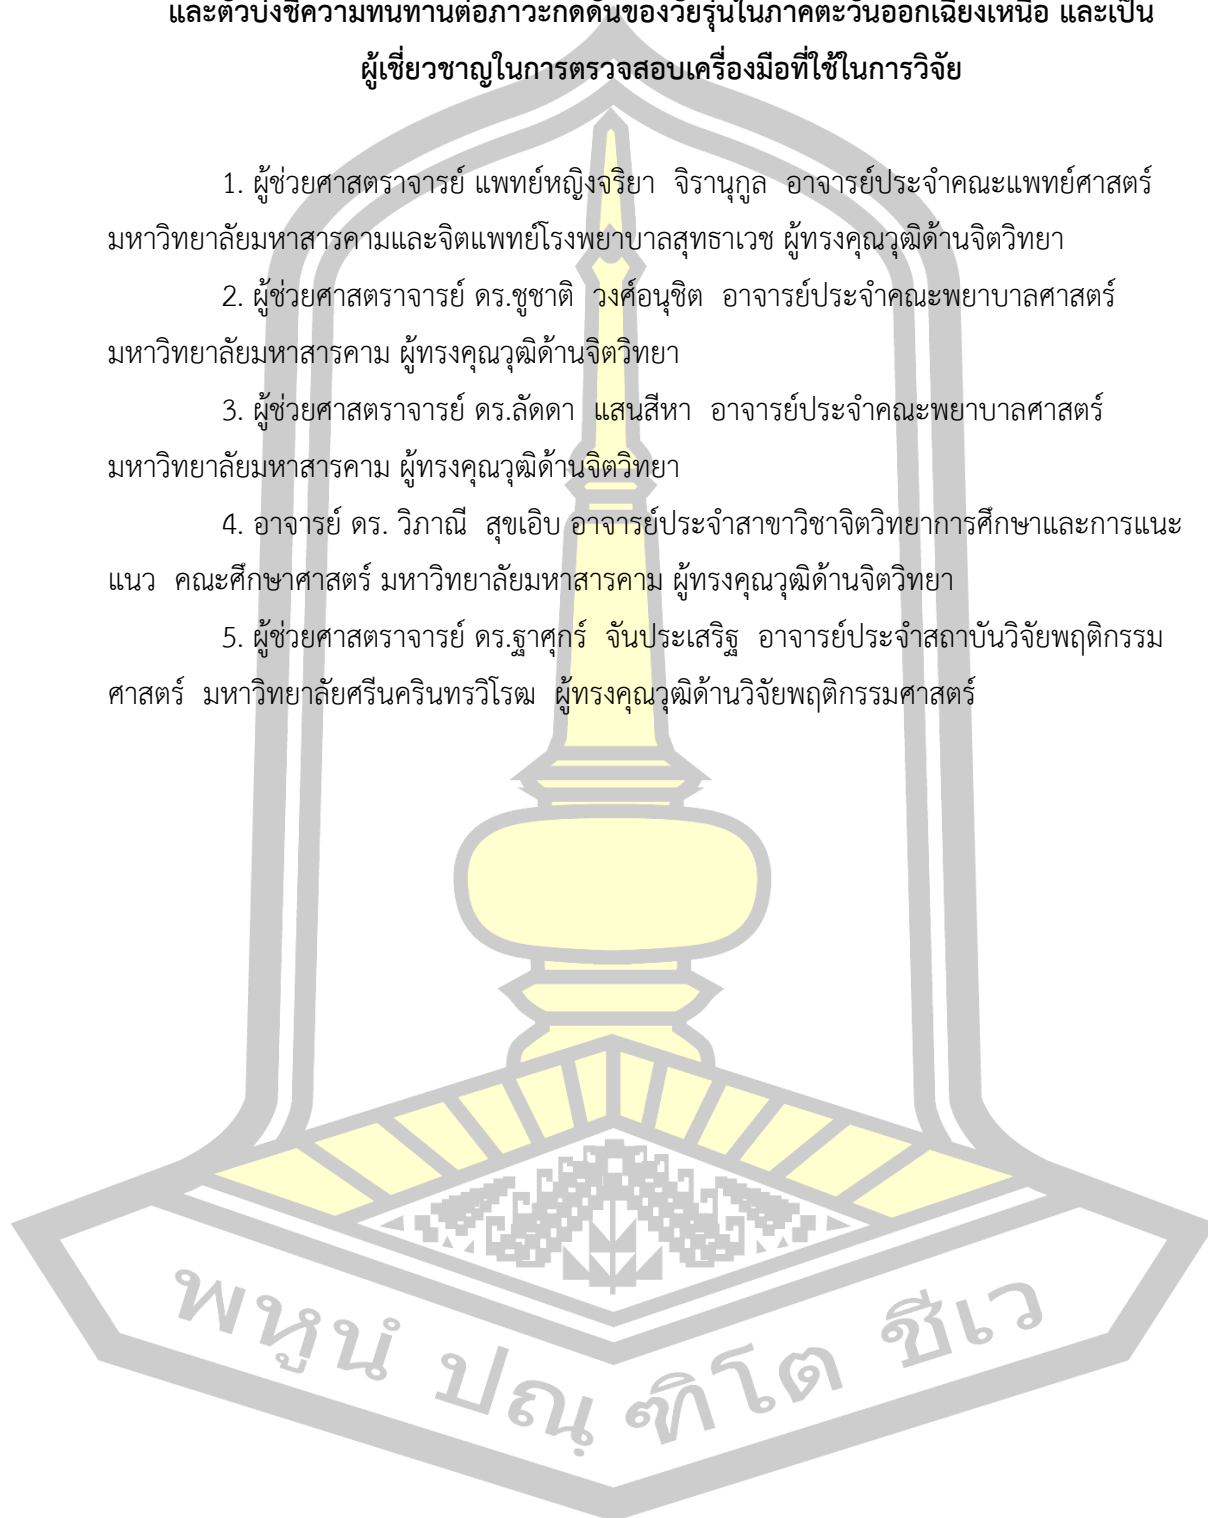 และตัวบ่งชี้ความทนทานต่อภาวะกดดันของวัยรุ่นในภาคตะวันออกเฉียงเหนือ และเป็น
ผู้เชี่ยวชาญในการตรวจสอบเครื่องมือที่ใช้ในการวิจัย
1. ผู้ช่วยศาสตราจารย์ แพทย์หญิงจริยา จิรานุกูล อาจารย์ประจำคณะแพทย์ศาสตร์
มหาวิทยาลัยมหาสารคามและจิตแพทย์โรงพยาบาลสุทธาเวช ผู้ทรงคุณวุฒิด้านจิตวิทยา
2. ผู้ช่วยศาสตราจารย์ ดร.ชูชาติ วงศ์อนุชิต อาจารย์ประจำคณะพยาบาลศาสตร์
มหาวิทยาลัยมหาสารคาม ผู้ทรงคุณวุฒิด้านจิตวิทยา
3. ผู้ช่วยศาสตราจารย์ ดร.ลัดดา แสนสีหา อาจารย์ประจำคณะพยาบาลศาสตร์
มหาวิทยาลัยมหาสารคาม ผู้ทรงคุณวุฒิด้านจิตวิทยา
4. อาจารย์ ดร. วิภาณี สุขเอิบ อาจารย์ประจำสาขาวิชาจิตวิทยาการศึกษาและการแนะ
แนว คณะศึกษาศาสตร์ มหาวิทยาลัยมหาสารคาม ผู้ทรงคุณวุฒิด้านจิตวิทยา
5. ผู้ช่วยศาสตราจารย์ ดร.ฐาศุกร์ จันประเสริฐ อาจารย์ประจำสถาบันวิจัยพฤติกรรม
ศาสตร์ มหาวิทยาลัยศรีนครินทรวิโรฒ ผู้ทรงคุณวุฒิด้านวิจัยพฤติกรรมศาสตร์
พหูนํ ปณฺฑิโต ชีเว